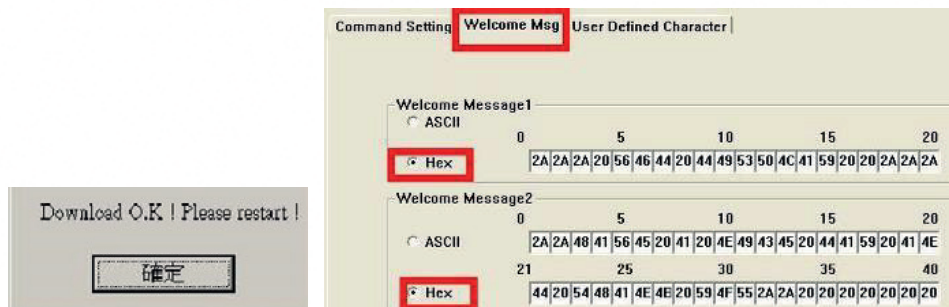 Download O.K ! Please restart !
確定
Command Setting Welcome Msg User Defined Character
Welcome Message1
ASCII
0 5 10 15 20
Hex 2A 2A 2A 20 56 46 44 20 44 49 53 50 4C 41 59 20 20 2A 2A 2A
Welcome Message2
0 5 10 15 20
ASCII 2A 2A 48 41 56 45 20 41 20 4E 49 43 45 20 44 41 59 20 41 4E
21 25 30 35 40
Hex 44 20 54 48 41 4E 4B 20 59 4F 55 2A 2A 20 20 20 20 20 20 20